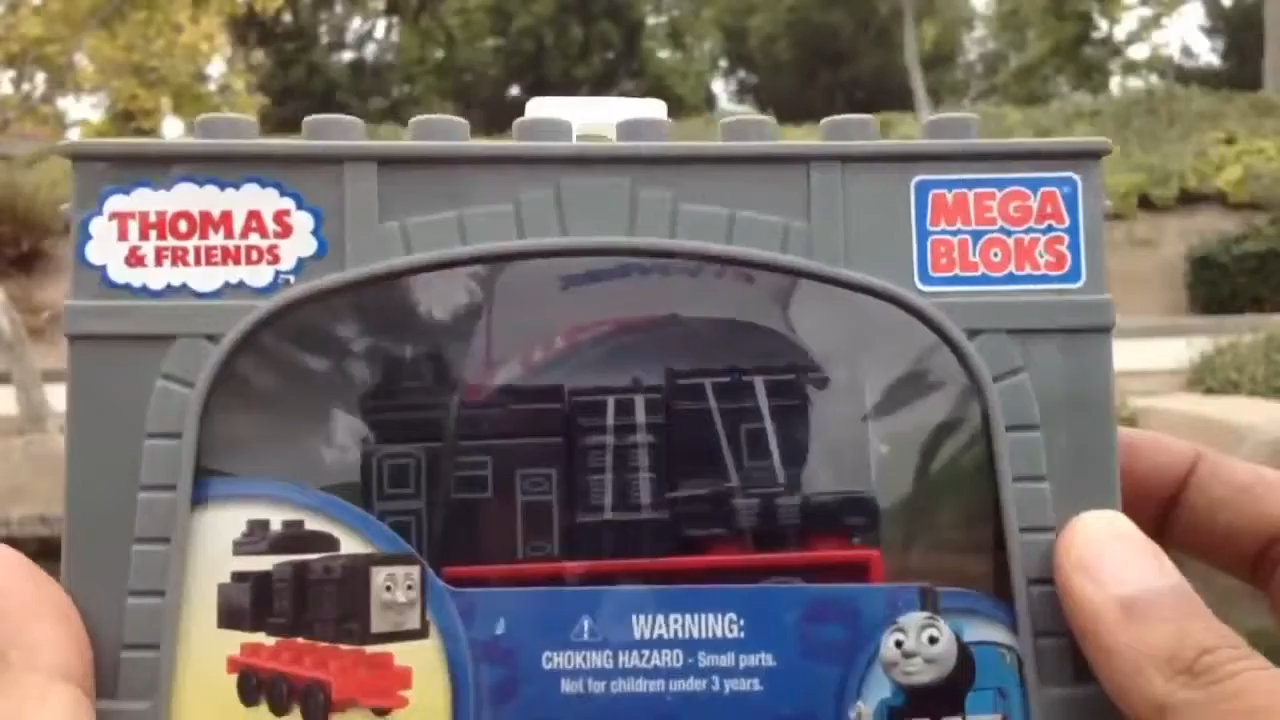 THOMAS
& FRIENDS
MEGA
BLOKS
WARNING:
CHOKING HAZARD - Small parts.
Not for children under 3 years.